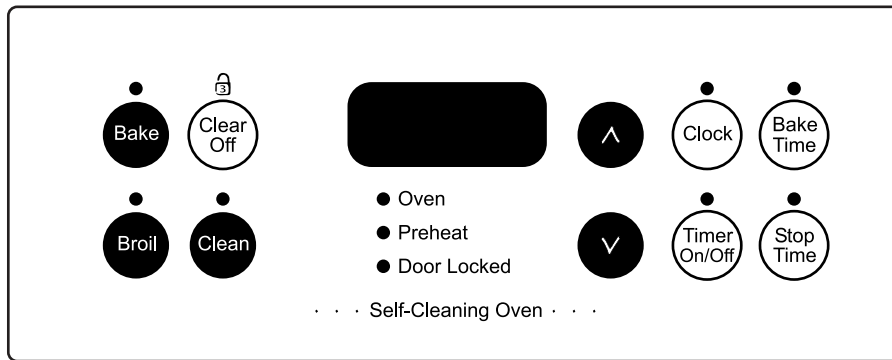 3
Bake
Clear
Off
Clock
Bake
Time
Oven
Preheat
Door Locked
Broil
Clean
Timer
On/Off
Stop
Time
· · · Self-Cleaning Oven · · ·